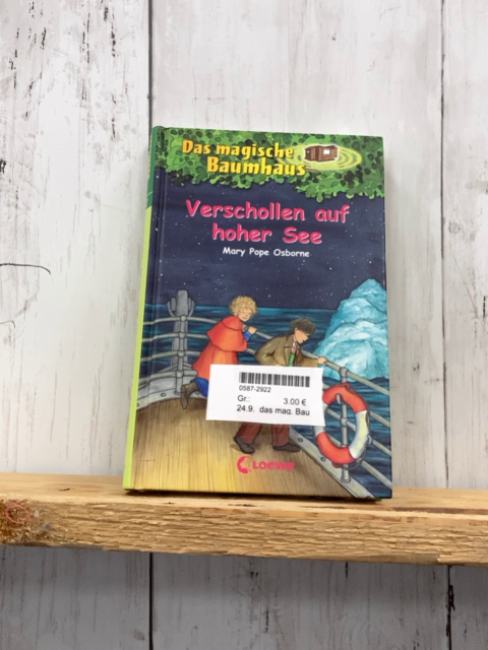 Das magische
Baumhaus
Verschollen auf
hoher See
Mary Pope Osborne
0587-2922
Gr.: 3.00 €
24.9. das mag. Bau
LOEWE